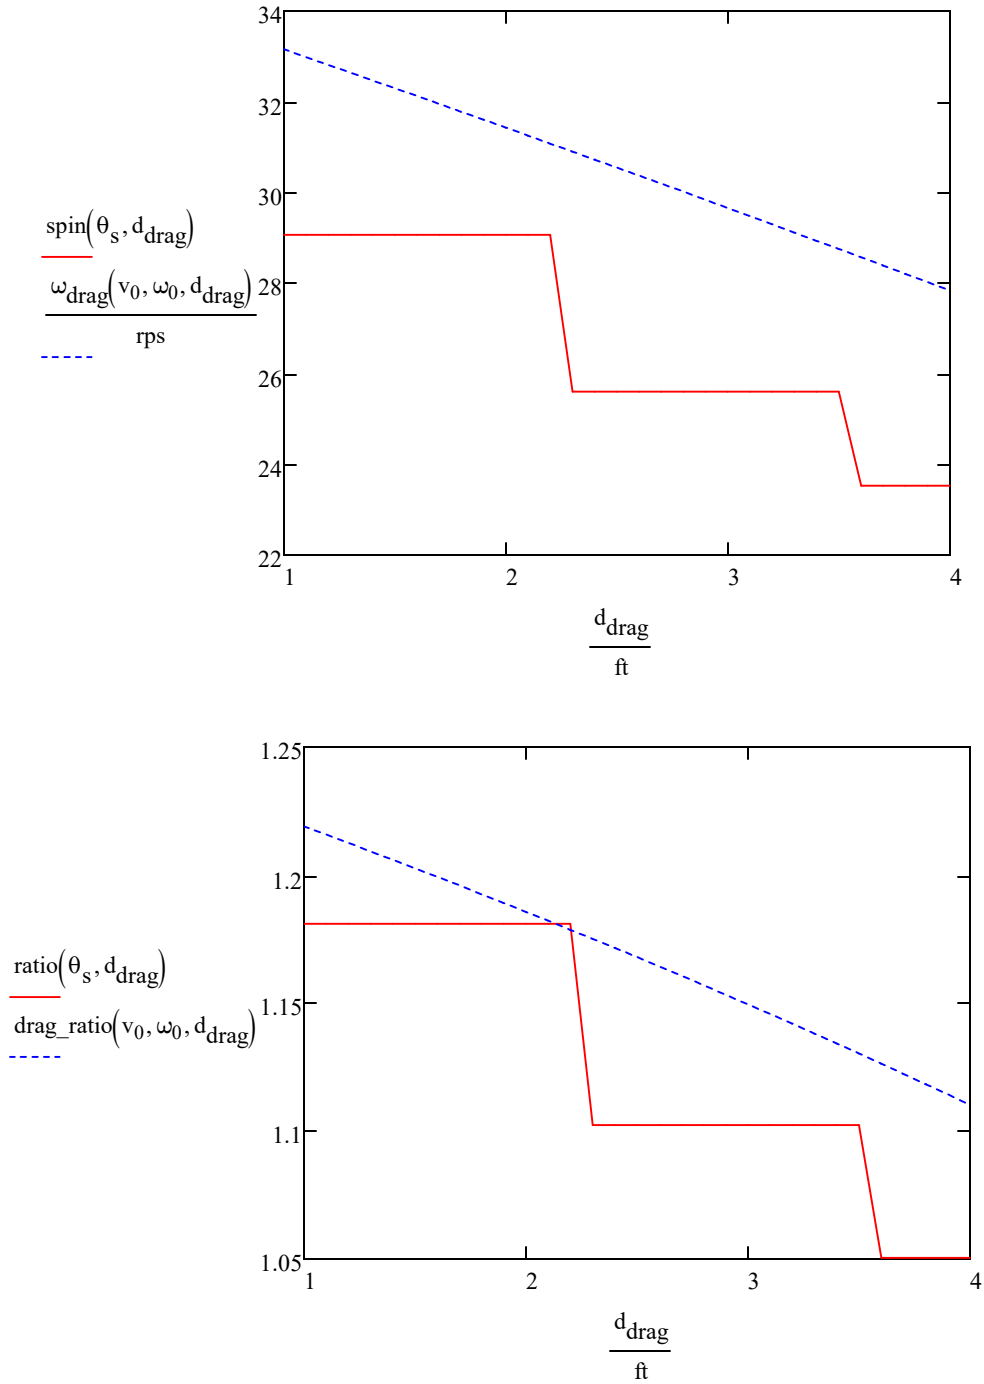 34
32
30
28
26
24
22
spin(θs, ddrag)
ωdrag(v0, ω0, ddrag)
rps
1 2 3 4
ddrag
ft
1.25
1.2
1.15
1.1
1.05
ratio(θs, ddrag)
drag_ratio(v0, ω0, ddrag)
1 2 3 4
ddrag
ft